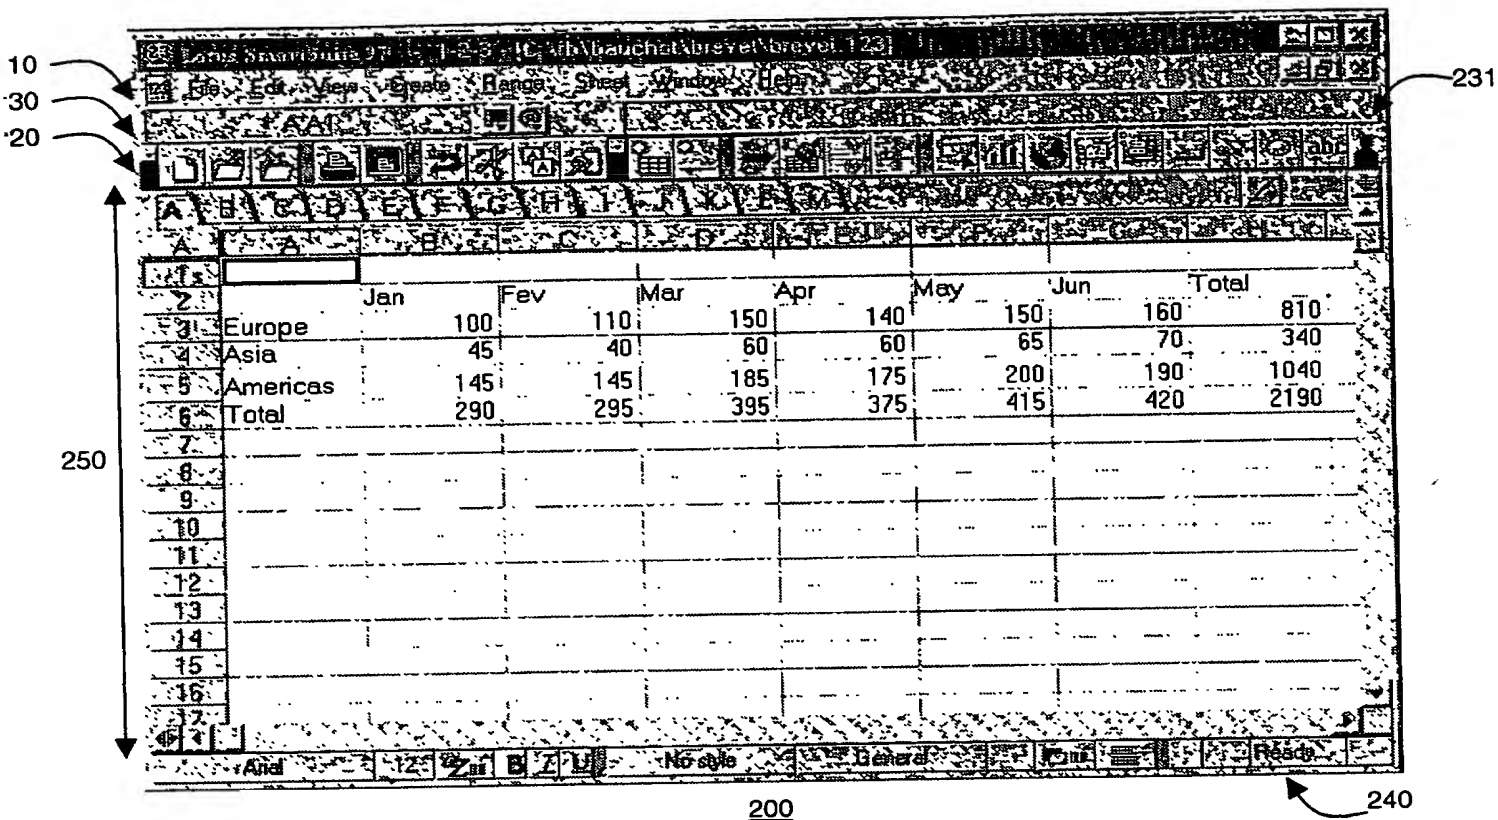 10
231
File Edit View Create Range Sheet Window Help
30
A:A1
20
abc
A B C D E F G H I J K L M
A A B C D E F G
1
2 Jan Fev Mar Apr May Jun Total
3 Europe 100 110 150 140 150 160 810
4 Asia 45 40 60 60 65 70 340
5 Americas 145 145 185 175 200 190 1040
6 Total 290 295 395 375 415 420 2190
7
250
8
9
10
11
12
13
14
15
16
17
Arial 12 B I U No style General Ready
200
240